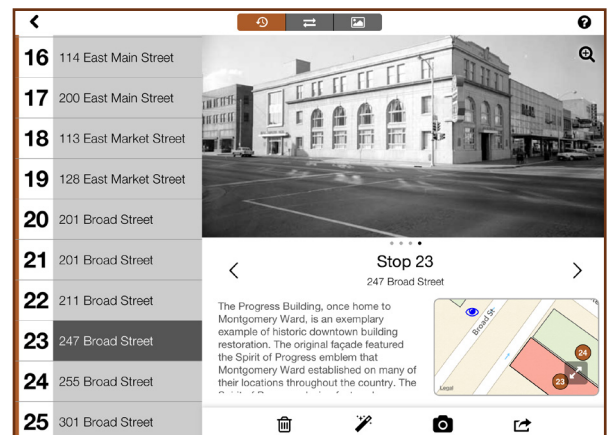 16 114 East Main Street
17 200 East Main Street
18 113 East Market Street
19 128 East Market Street
20 201 Broad Street
21 201 Broad Street
22 211 Broad Street
23 247 Broad Street
24 255 Broad Street
25 301 Broad Street
Stop 23
247 Broad Street
The Progress Building, once home to
Montgomery Ward, is an exemplary
example of historic downtown building
restoration. The original façade featured
the Spirit of Progress emblem that
Montgomery Ward established on many of
their locations throughout the country. The
Broad St
24
23
Legal